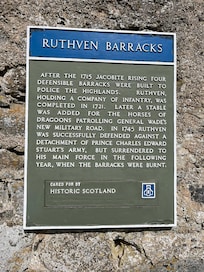 RUTHVEN BARRACKS
AFTER THE 1715 JACOBITE RISING FOUR
DEFENSIBLE BARRACKS WERE BUILT TO
POLICE THE HIGHLANDS. RUTHVEN,
HOLDING A COMPANY OF INFANTRY, WAS
COMPLETED IN 1721. LATER A STABLE
WAS ADDED FOR THE HORSES OF
DRAGOONS PATROLLING GENERAL WADE'S
NEW MILITARY ROAD. IN 1745 RUTHVEN
WAS SUCCESSFULLY DEFENDED AGAINST A
DETACHMENT OF PRINCE CHARLES EDWARD
STUART'S ARMY, BUT SURRENDERED TO
HIS MAIN FORCE IN THE FOLLOWING
YEAR, WHEN THE BARRACKS WERE BURNT.
CARED FOR BY
HISTORIC SCOTLAND